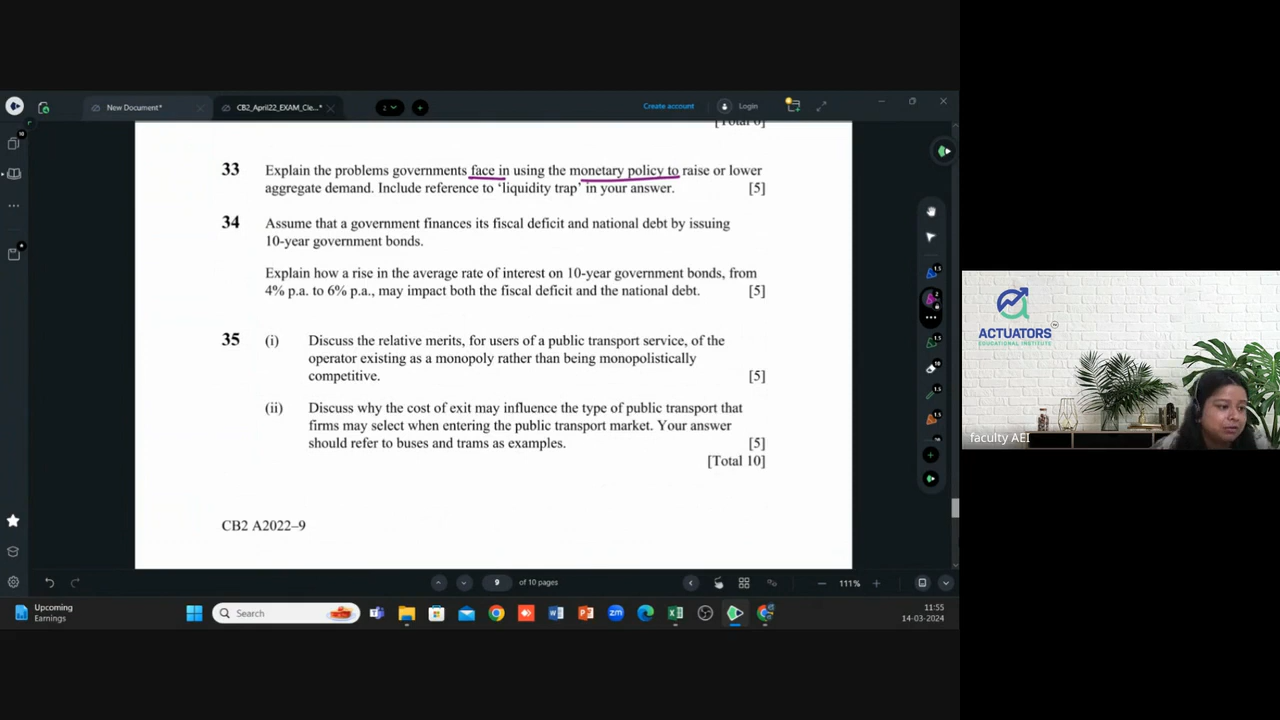 New Document*
CB2_April22_EXAM_Cle...*
2
Create account
Login
[Total 6]
33 Explain the problems governments face in using the monetary policy to raise or lower
aggregate demand. Include reference to ‘liquidity trap’ in your answer. [5]
34 Assume that a government finances its fiscal deficit and national debt by issuing
10-year government bonds.
Explain how a rise in the average rate of interest on 10-year government bonds, from
4% p.a. to 6% p.a., may impact both the fiscal deficit and the national debt. [5]
35 (i) Discuss the relative merits, for users of a public transport service, of the
operator existing as a monopoly rather than being monopolistically
competitive. [5]
(ii) Discuss why the cost of exit may influence the type of public transport that
firms may select when entering the public transport market. Your answer
should refer to buses and trams as examples. [5]
[Total 10]
CB2 A2022–9
9 of 10 pages
111%
Upcoming
Earnings
Search
11:55
14-03-2024
ACTUATORS
EDUCATIONAL INSTITUTE
faculty AEI